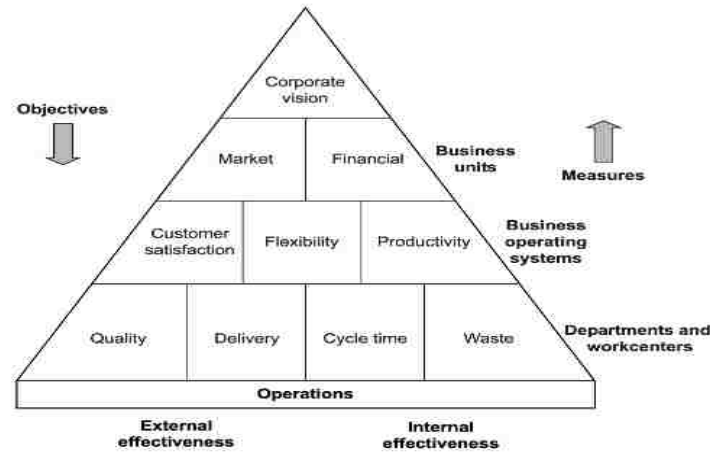 Corporate
vision
Objectives
Market
Financial
Business
units
Measures
Customer
satisfaction
Flexibility
Productivity
Business
operating
systems
Quality
Delivery
Cycle time
Waste
Departments and
workcenters
Operations
External
effectiveness
Internal
effectiveness